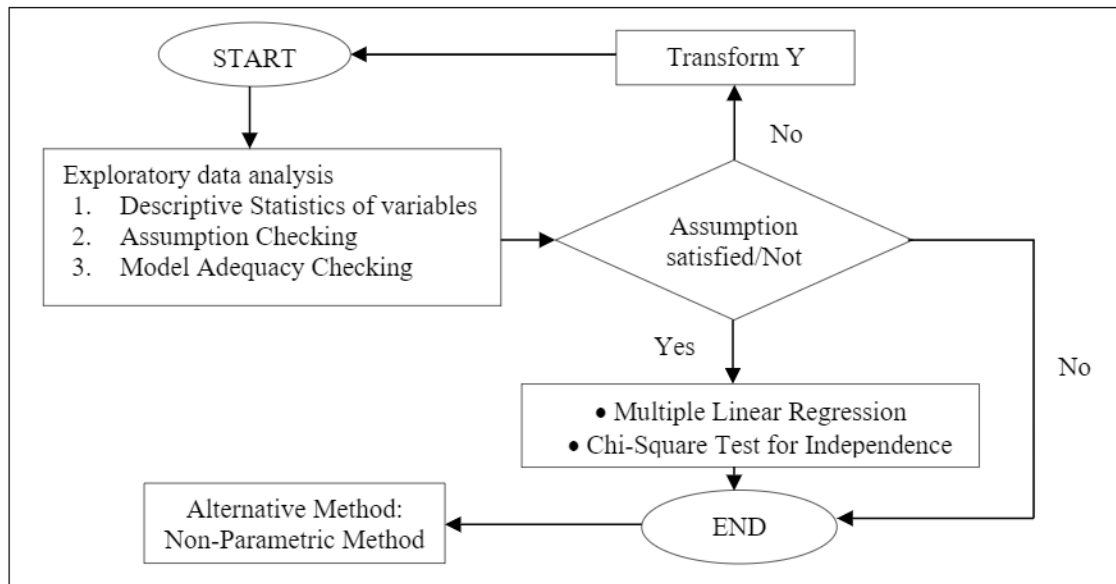 START
Transform Y
No
Exploratory data analysis
1. Descriptive Statistics of variables
2. Assumption Checking
3. Model Adequacy Checking
Assumption
satisfied/Not
Yes
No
• Multiple Linear Regression
• Chi-Square Test for Independence
Alternative Method:
Non-Parametric Method
END